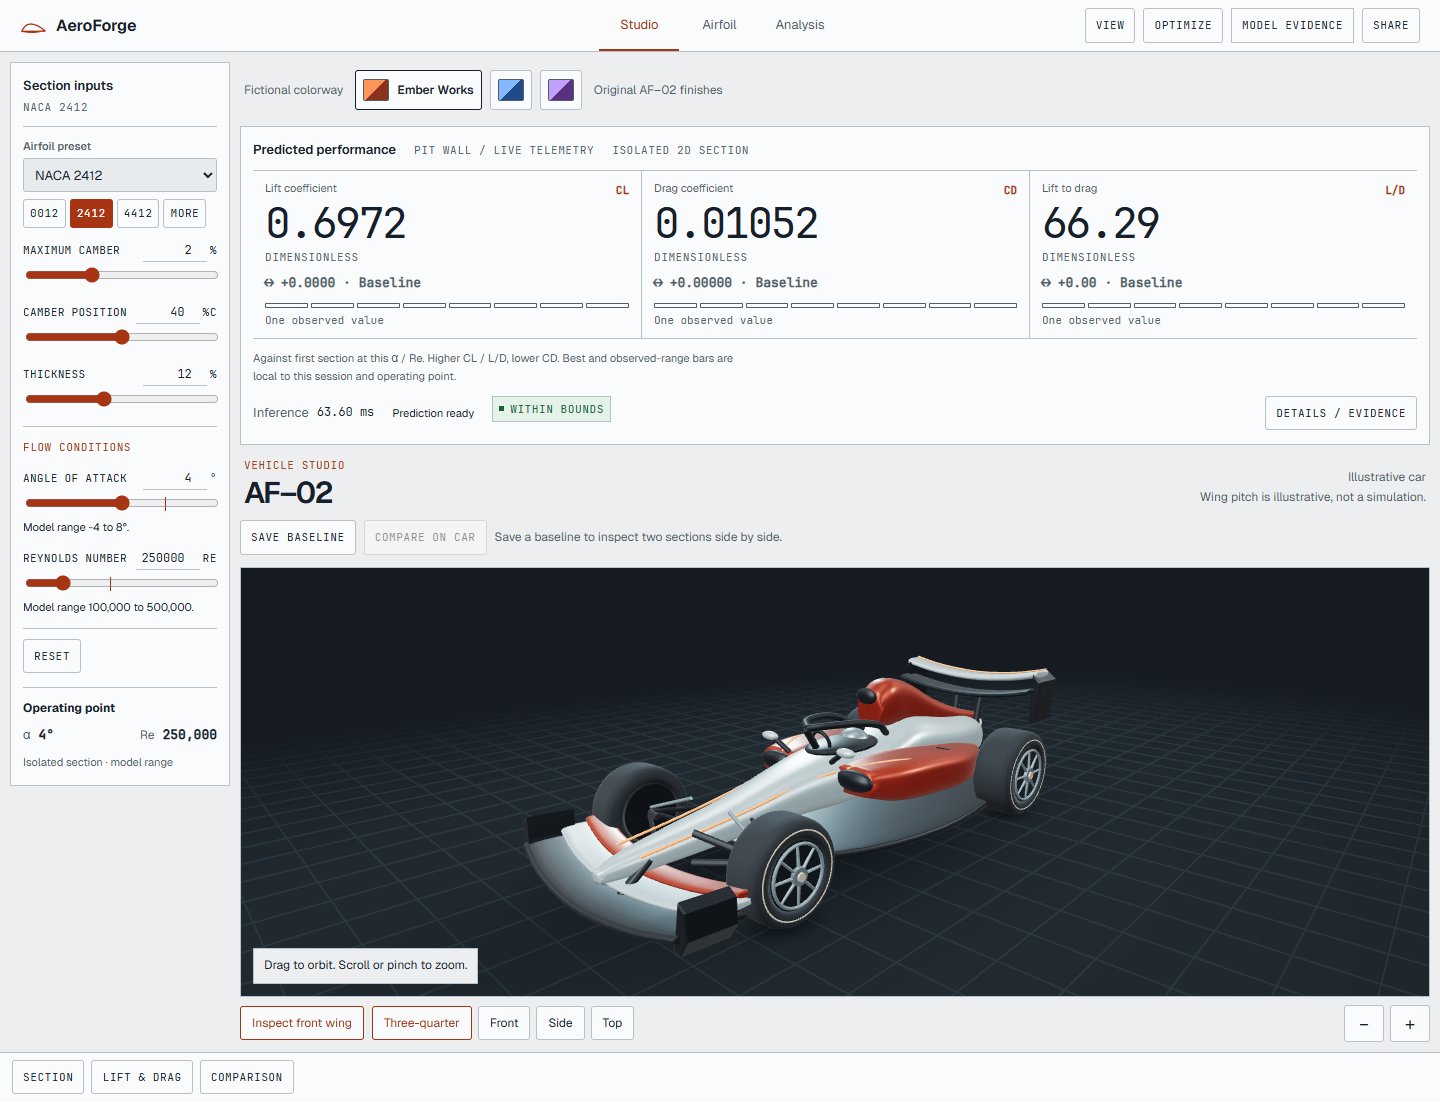 AeroForge
Studio
Airfoil
Analysis
VIEW
OPTIMIZE
MODEL EVIDENCE
SHARE
Section inputs
NACA 2412
Airfoil preset
NACA 2412
0012
2412
4412
MORE
MAXIMUM CAMBER 2 %
CAMBER POSITION 40 %C
THICKNESS 12 %
FLOW CONDITIONS
ANGLE OF ATTACK 4 °
Model range -4 to 8°.
REYNOLDS NUMBER 250000 RE
Model range 100,000 to 500,000.
RESET
Operating point
α 4° Re 250,000
Isolated section · model range
Fictional colorway
Ember Works
Original AF–02 finishes
Predicted performance PIT WALL / LIVE TELEMETRY ISOLATED 2D SECTION
Lift coefficient CL
0.6972
DIMENSIONLESS
↔ +0.0000 · Baseline
One observed value
Drag coefficient CD
0.01052
DIMENSIONLESS
↔ +0.00000 · Baseline
One observed value
Lift to drag L/D
66.29
DIMENSIONLESS
↔ +0.00 · Baseline
One observed value
Against first section at this α / Re. Higher CL / L/D, lower CD. Best and observed-range bars are
local to this session and operating point.
Inference 63.60 ms Prediction ready WITHIN BOUNDS
DETAILS / EVIDENCE
VEHICLE STUDIO
AF–02
Illustrative car
Wing pitch is illustrative, not a simulation.
SAVE BASELINE
COMPARE ON CAR
Save a baseline to inspect two sections side by side.
Drag to orbit. Scroll or pinch to zoom.
Inspect front wing
Three-quarter
Front
Side
Top
−
+
SECTION
LIFT & DRAG
COMPARISON